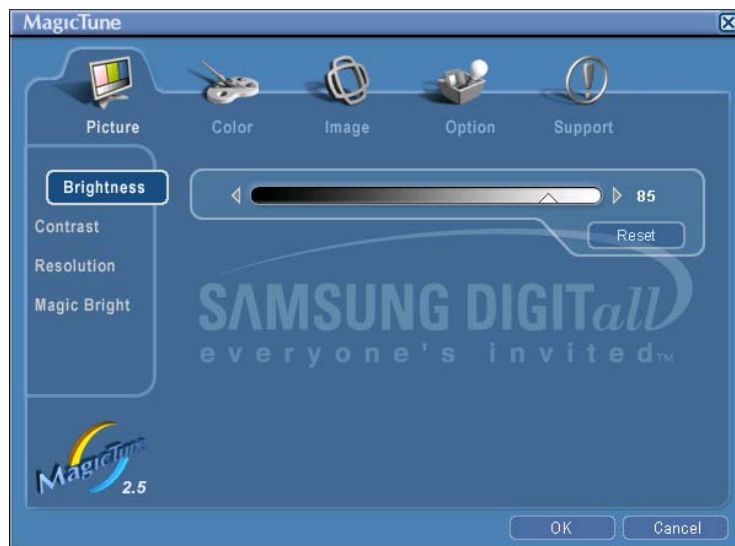 MagicTune
Picture
Color
Image
Option
Support
Brightness
Contrast
Resolution
Magic Bright
85
Reset
SAMSUNG DIGITall
everyone's invited™
MagicTune
2.5
OK
Cancel